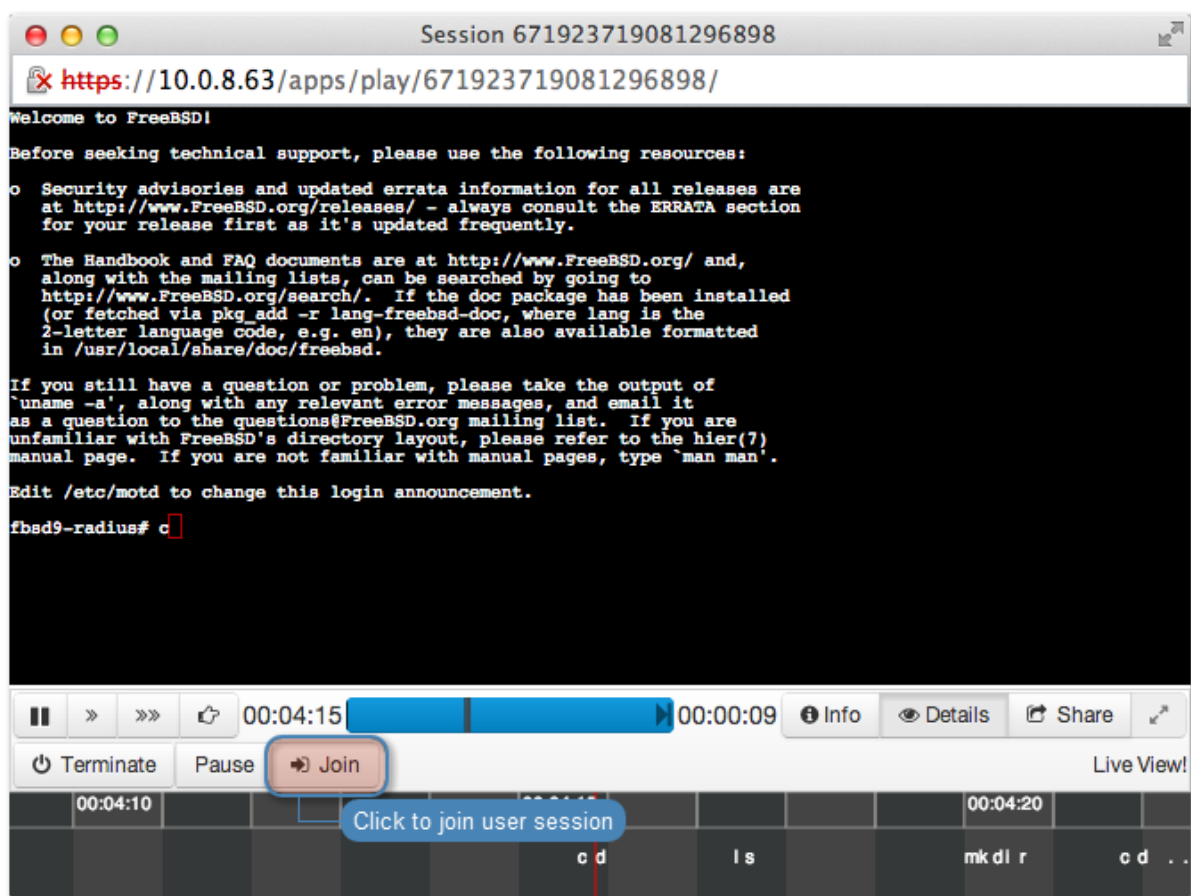 Session 671923719081296898
https://10.0.8.63/apps/play/671923719081296898/
Welcome to FreeBSD!
Before seeking technical support, please use the following resources:
o Security advisories and updated errata information for all releases are
at http://www.FreeBSD.org/releases/ - always consult the ERRATA section
for your release first as it's updated frequently.
o The Handbook and FAQ documents are at http://www.FreeBSD.org/ and,
along with the mailing lists, can be searched by going to
http://www.FreeBSD.org/search/. If the doc package has been installed
(or fetched via pkg_add -r lang-freebsd-doc, where lang is the
2-letter language code, e.g. en), they are also available formatted
in /usr/local/share/doc/freebsd.
If you still have a question or problem, please take the output of
`uname -a', along with any relevant error messages, and email it
as a question to the questions@FreeBSD.org mailing list. If you are
unfamiliar with FreeBSD's directory layout, please refer to the hier(7)
manual page. If you are not familiar with manual pages, type `man man'.
Edit /etc/motd to change this login announcement.
fbsd9-radius# c
00:04:15 00:00:09 Info Details Share
Terminate Pause Join Live View!
00:04:10 00:04:20
Click to join user session
cd ls mkdir cd ..